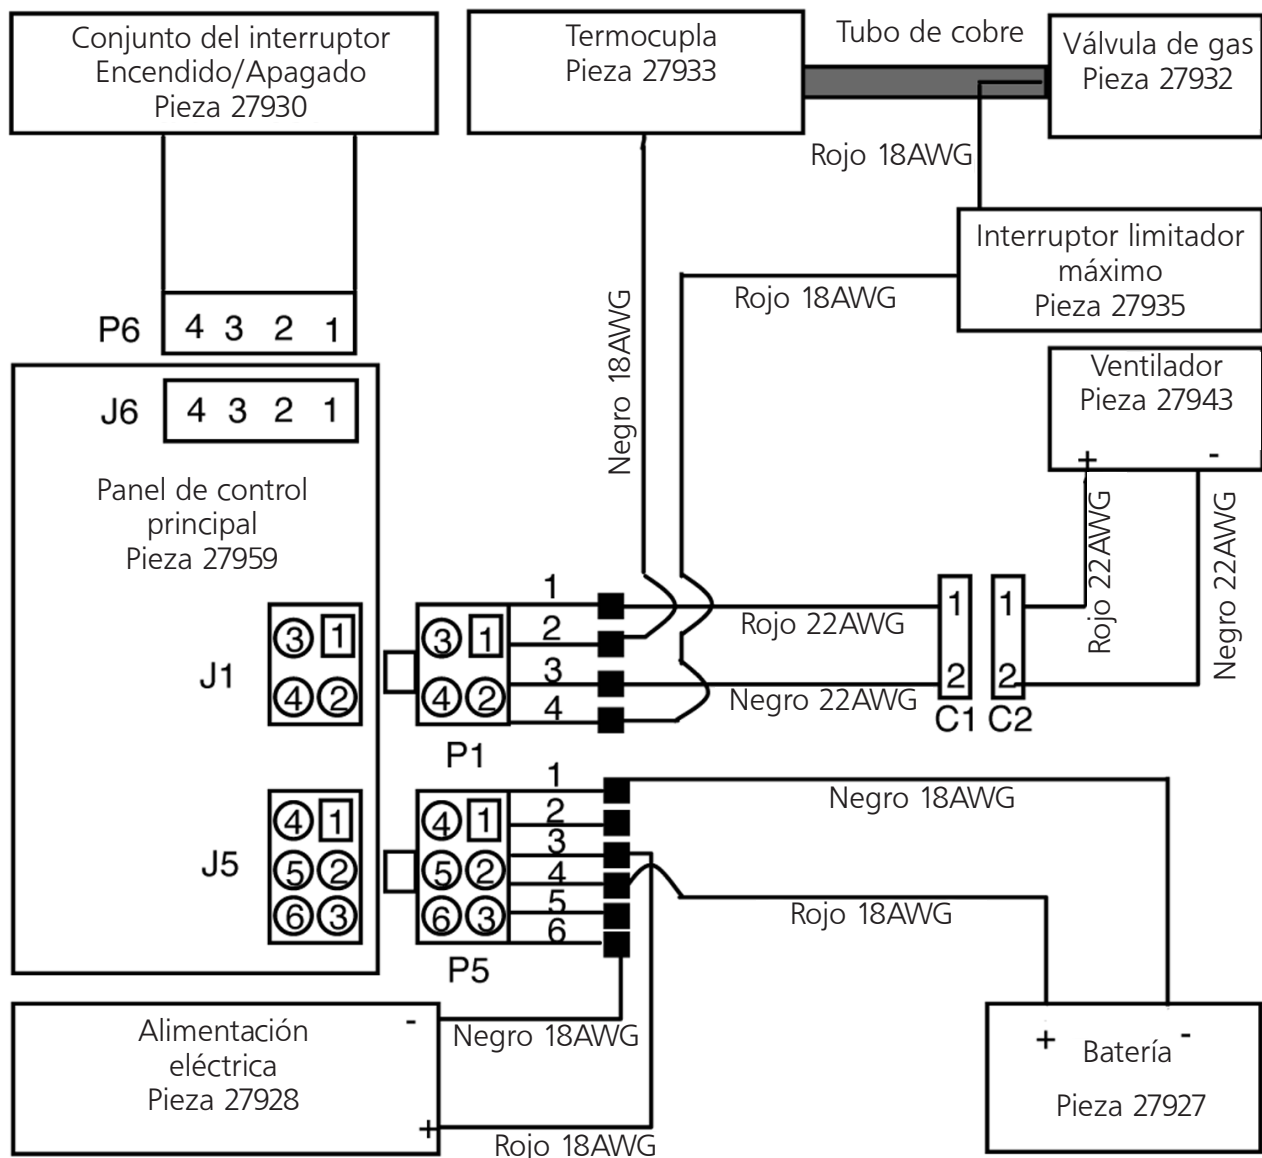 Conjunto del interruptor
Encendido/Apagado
Pieza 27930
Termocupla
Pieza 27933
Tubo de cobre
Válvula de gas
Pieza 27932
Rojo 18AWG
Interruptor limitador
máximo
Pieza 27935
Rojo 18AWG
Negro 18AWG
P6
4 3 2 1
J6
4 3 2 1
Ventilador
Pieza 27943
+ -
Panel de control
principal
Pieza 27959
Rojo 22AWG
Negro 22AWG
J1
3 1
4 2
3 1
4 2
P1
1
2
3
4
Rojo 22AWG
Negro 22AWG
1
2
C1
1
2
C2
J5
4 1
5 2
6 3
4 1
5 2
6 3
P5
1
2
3
4
5
6
Negro 18AWG
Rojo 18AWG
Alimentación
eléctrica
Pieza 27928
-
+
Negro 18AWG
Rojo 18AWG
+ Batería -
Pieza 27927